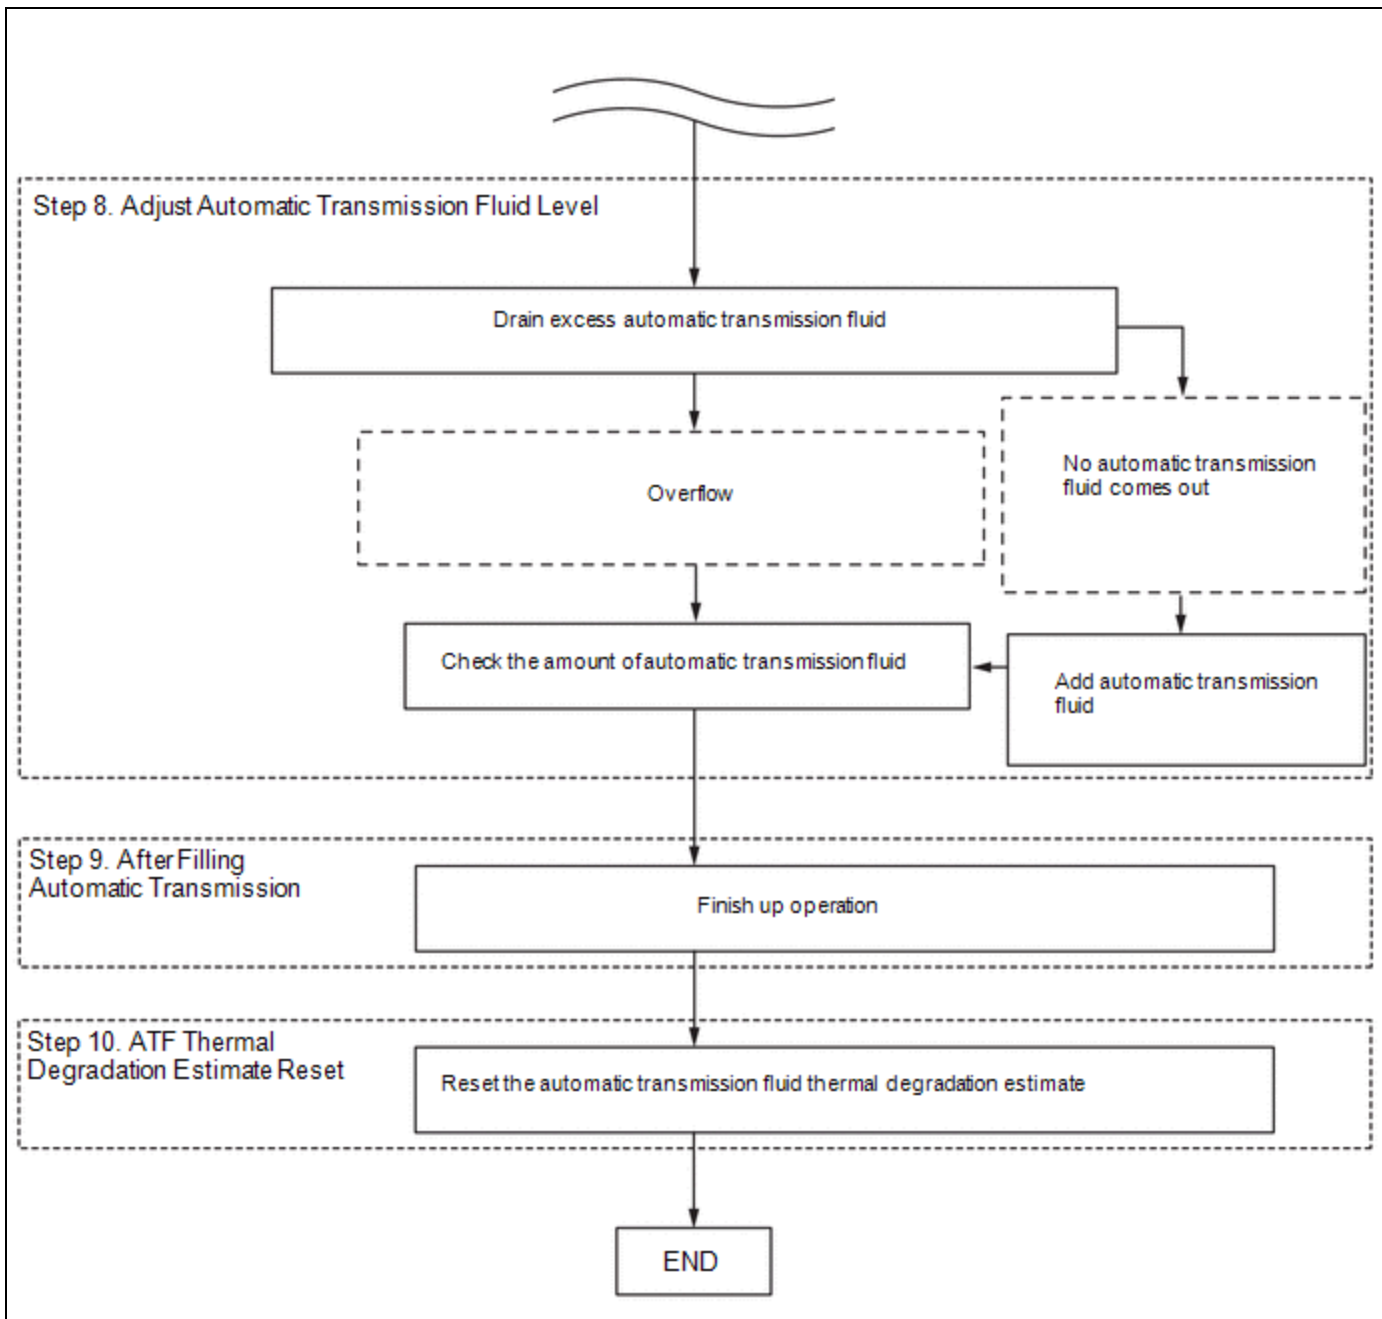 Step 8. Adjust Automatic Transmission Fluid Level
Drain excess automatic transmission fluid
Overflow
No automatic transmission
fluid comes out
Check the amount of automatic transmission fluid
Add automatic transmission
fluid
Step 9. After Filling
Automatic Transmission
Finish up operation
Step 10. ATF Thermal
Degradation Estimate Reset
Reset the automatic transmission fluid thermal degradation estimate
END